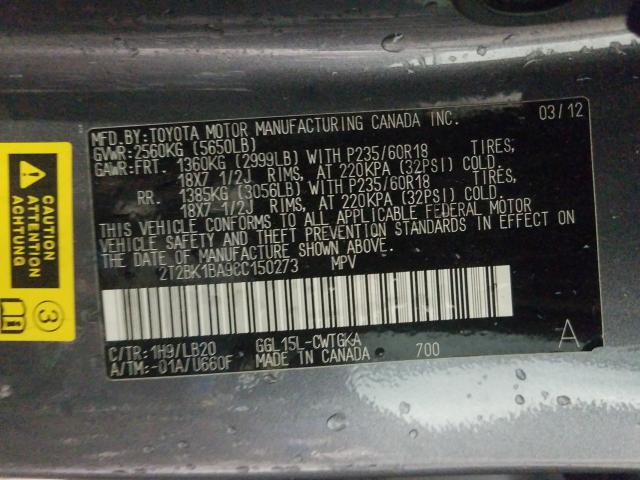 MFD.BY:TOYOTA MOTOR MANUFACTURING CANADA INC. 03/12
GVWR:2560KG (5650LB)
GAWR:FRT. 1360KG (2999LB) WITH P235/60R18 TIRES,
18X7-1/2J RIMS, AT 220KPA (32PSI) COLD.
RR. 1385KG (3056LB) WITH P235/60R18 TIRES,
18X7-1/2J RIMS, AT 220KPA (32PSI) COLD.
THIS VEHICLE CONFORMS TO ALL APPLICABLE FEDERAL MOTOR
VEHICLE SAFETY AND THEFT PREVENTION STANDARDS IN EFFECT ON
THE DATE OF MANUFACTURE SHOWN ABOVE.
2T2BK1BA9CC150273 MPV
C/TR: 1H9/LB20 GGL15L-CWTGKA A
A/TM:-01A/U660F MADE IN CANADA 700
CAUTION
ATTENTION
ACHTUNG
3